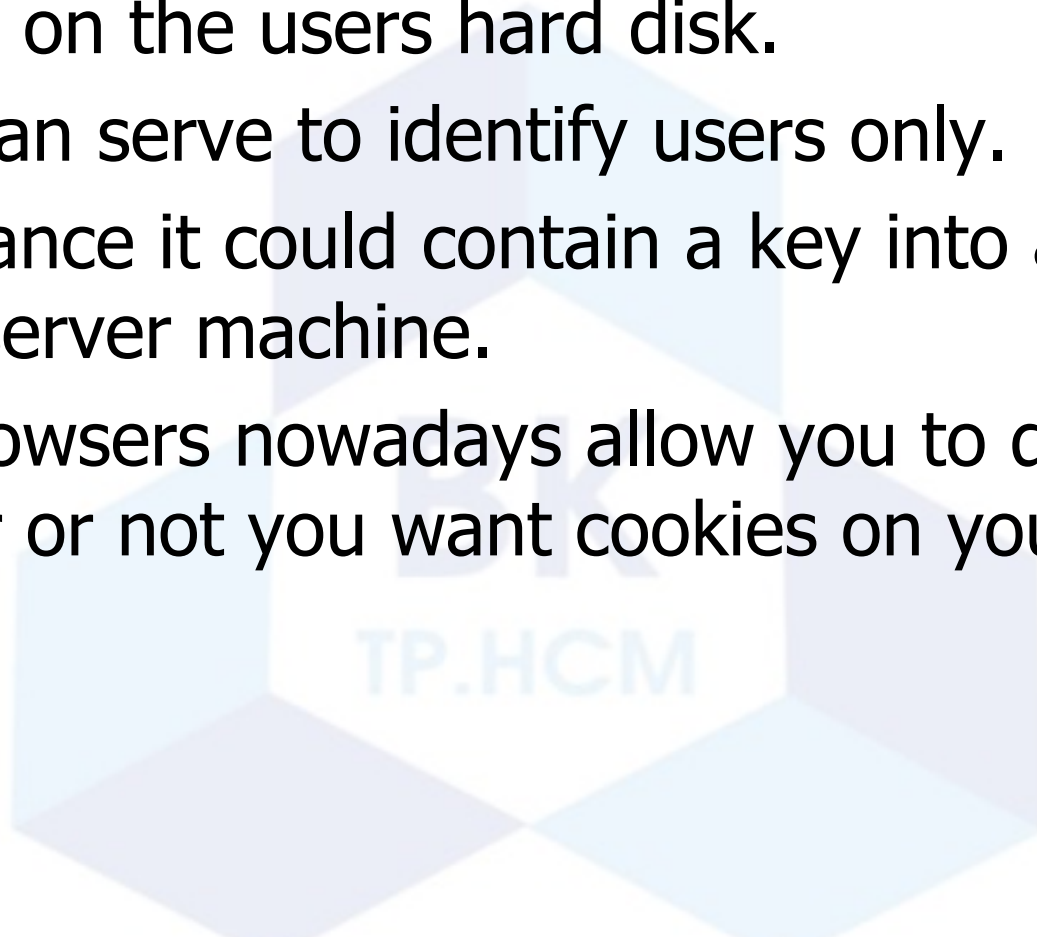 on the users hard disk.
an serve to identify users only.
ance it could contain a key into a
erver machine.
owsers nowadays allow you to
r or not you want cookies on you
BK
TP.HCM